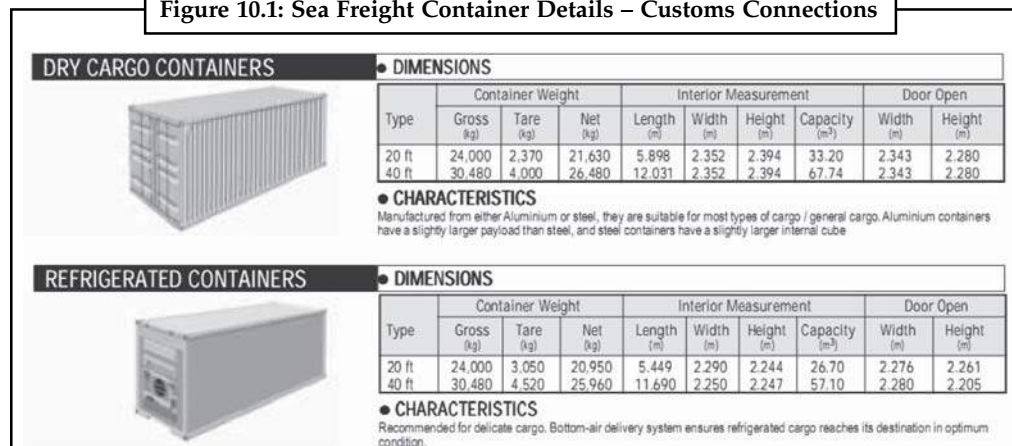 Figure 10.1: Sea Freight Container Details – Customs Connections
DRY CARGO CONTAINERS
● DIMENSIONS
Container Weight Interior Measurement Door Open
Type Gross (kg) Tare (kg) Net (kg) Length (m) Width (m) Height (m) Capacity (m³) Width (m) Height (m)
20 ft 24,000 2,370 21,630 5.898 2.352 2.394 33.20 2.343 2.280
40 ft 30,480 4,000 26,480 12.031 2.352 2.394 67.74 2.343 2.280
● CHARACTERISTICS
Manufactured from either Aluminium or steel, they are suitable for most types of cargo / general cargo. Aluminium containers
have a slightly larger payload than steel, and steel containers have a slightly larger internal cube
REFRIGERATED CONTAINERS
● DIMENSIONS
Container Weight Interior Measurement Door Open
Type Gross (kg) Tare (kg) Net (kg) Length (m) Width (m) Height (m) Capacity (m³) Width (m) Height (m)
20 ft 24,000 3,050 20,950 5.449 2.290 2.244 26.70 2.276 2.261
40 ft 30,480 4,520 25,960 11.690 2.250 2.247 57.10 2.280 2.205
● CHARACTERISTICS
Recommended for delicate cargo. Bottom-air delivery system ensures refrigerated cargo reaches its destination in optimum
condition.